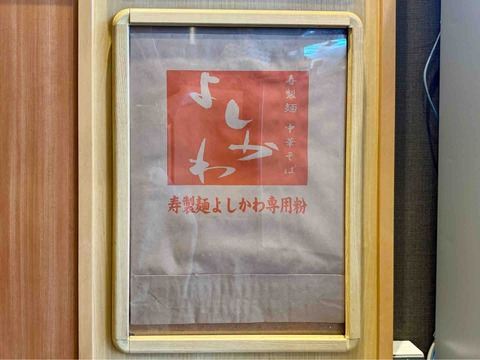 寿製麺 中華そば
よしかわ
寿製麺よしかわ専用粉